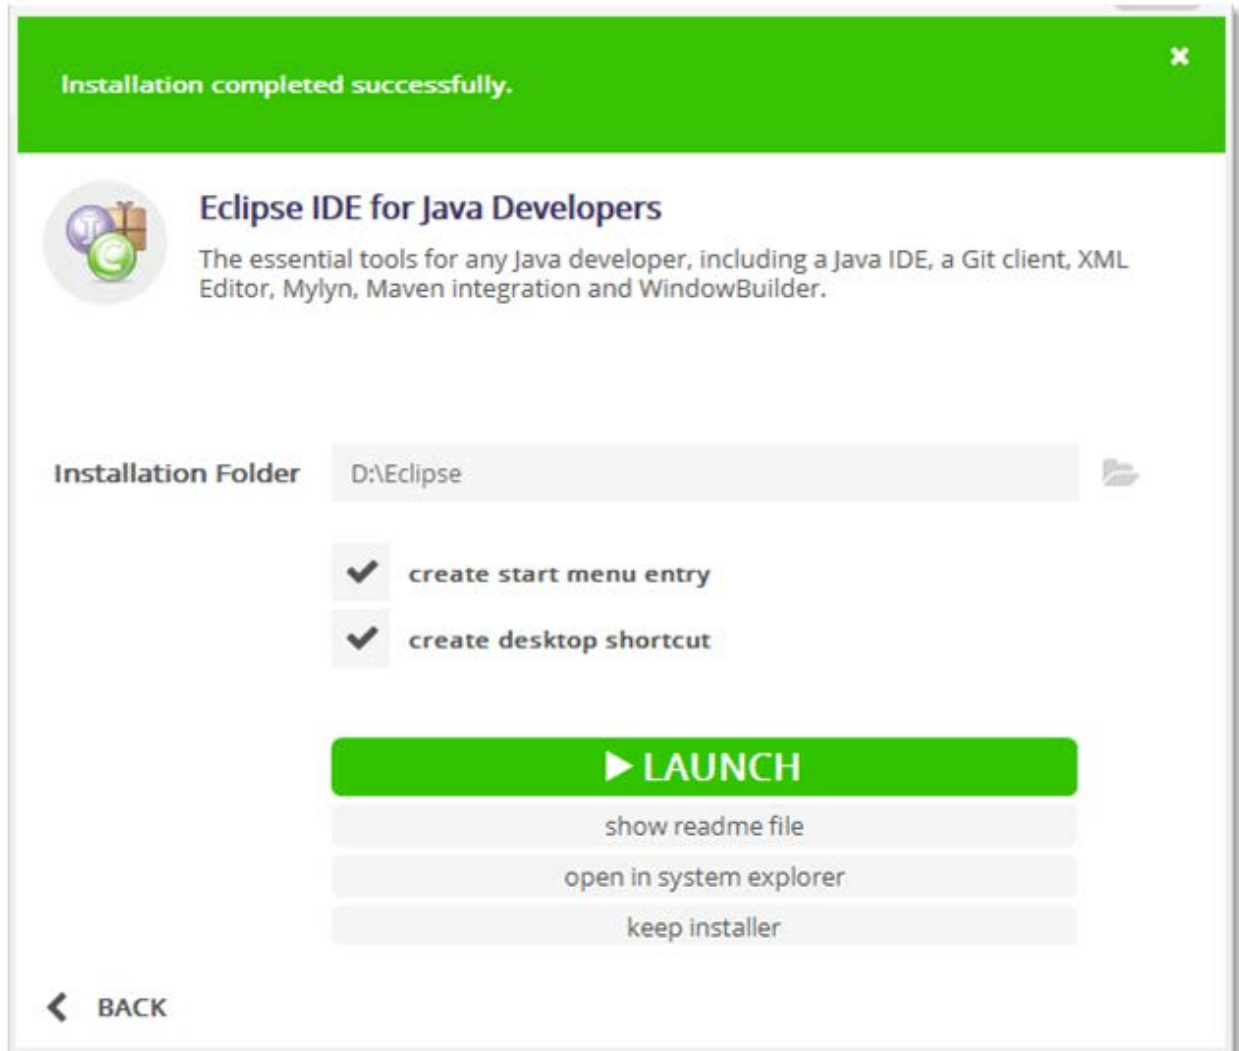 Installation completed successfully.
Eclipse IDE for Java Developers
The essential tools for any Java developer, including a Java IDE, a Git client, XML
Editor, Mylyn, Maven integration and WindowBuilder.
Installation Folder D:\Eclipse
create start menu entry
create desktop shortcut
LAUNCH
show readme file
open in system explorer
keep installer
BACK